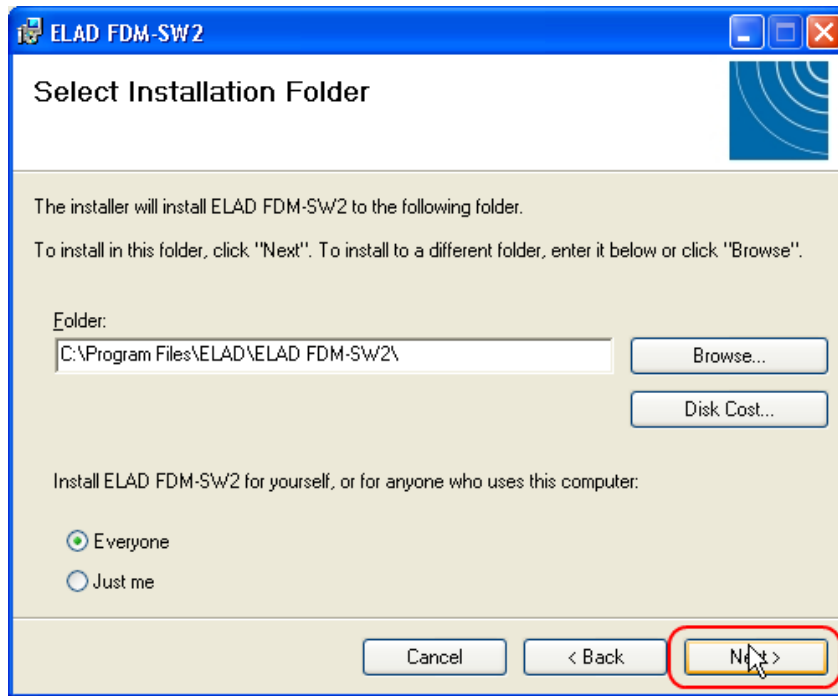 ELAD FDM-SW2
Select Installation Folder
The installer will install ELAD FDM-SW2 to the following folder.
To install in this folder, click "Next". To install to a different folder, enter it below or click "Browse".
Folder:
C:\Program Files\ELAD\ELAD FDM-SW2\
Browse...
Disk Cost...
Install ELAD FDM-SW2 for yourself, or for anyone who uses this computer:
Everyone
Just me
Cancel
< Back
Next >